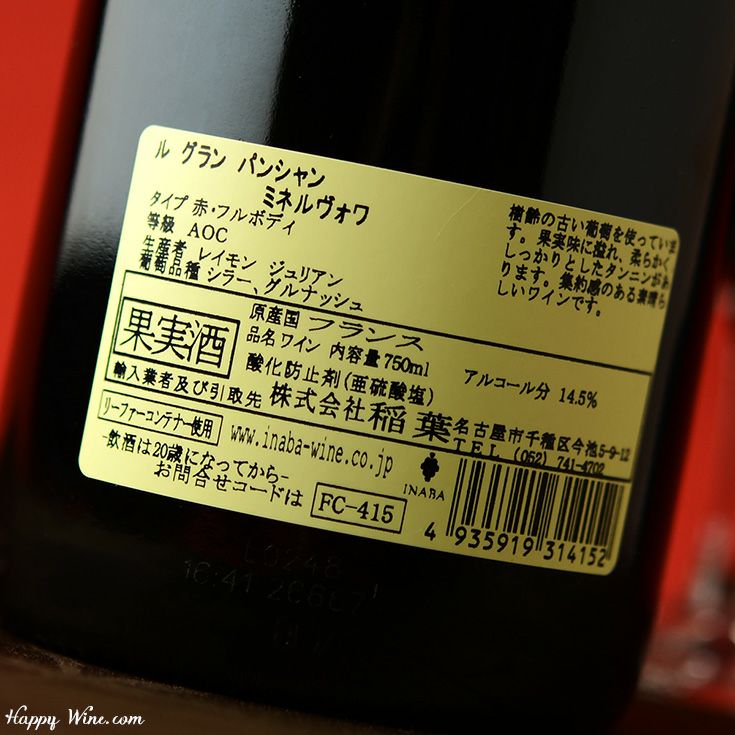 ル グラン パンシャン
ミネルヴォワ
タイプ 赤・フルボディ
等級 AOC
生産者 レイモン ジュリアン
葡萄品種 シラー、グルナッシュ
樹齢の古い葡萄を使っていま
す。果実味に溢れ、柔らかく
しっかりとしたタンニンがあ
ります。集約感のある素晴ら
しいワインです。
果実酒
原産国 フランス
品名 ワイン 内容量 750ml
酸化防止剤(亜硫酸塩)
アルコール分 14.5%
輸入業者及び引取先 株式会社 稲葉
名古屋市千種区今池5-9-12
TEL (052) 741-4702
リーファーコンテナー使用
www.inaba-wine.co.jp
INABA
-飲酒は20歳になってから-
お問合せコードは FC-415
4 935919 314152
L0248
Happy Wine.com